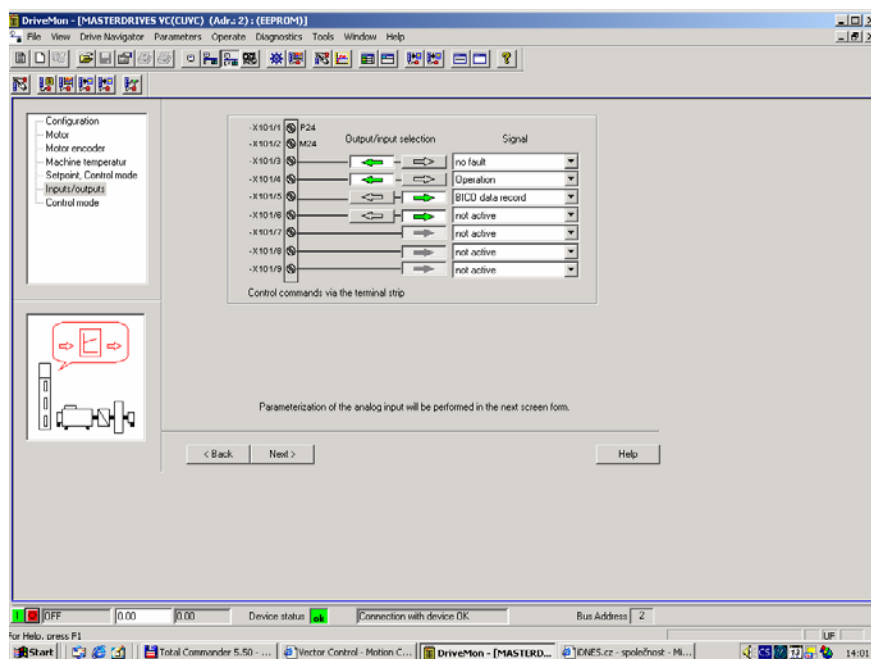 DriveMon - [MASTERDRIVES VC(CUVC) (Adr.: 2) : (EEPROM)]
File View Drive Navigator Parameters Operate Diagnostics Tools Window Help
Configuration
Motor
Motor encoder
Machine temperatur
Setpoint, Control mode
Inputs/outputs
Control mode
-X101/1 P24
-X101/2 M24
Output/input selection Signal
-X101/3 no fault
-X101/4 Operation
-X101/5 BICO data record
-X101/6 not active
-X101/7 not active
-X101/8 not active
-X101/9 not active
Control commands via the terminal strip
Parameterization of the analog input will be performed in the next screen form.
< Back Next > Help
OFF 0.00 0.00 Device status ok Connection with device OK Bus Address 2
For Help, press F1 UF
Start Total Commander 5.50 - ... Vector Control - Motion C... DriveMon - [MASTERD... iDNES.cz - společnost - Mi... CS 14:01